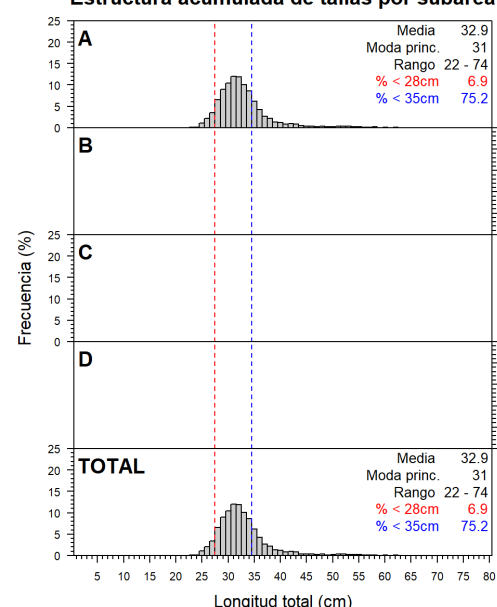 Estructura acumulada de tallas por subárea
A
Media 32.9
Moda princ. 31
Rango 22 - 74
% < 28cm 6.9
% < 35cm 75.2
25
20
15
10
5
0
B
C
25
20
15
10
5
0
D
TOTAL
Media 32.9
Moda princ. 31
Rango 22 - 74
% < 28cm 6.9
% < 35cm 75.2
25
20
15
10
5
0
Frecuencia (%)
5 10 15 20 25 30 35 40 45 50 55 60 65 70 75 80
Longitud total (cm)